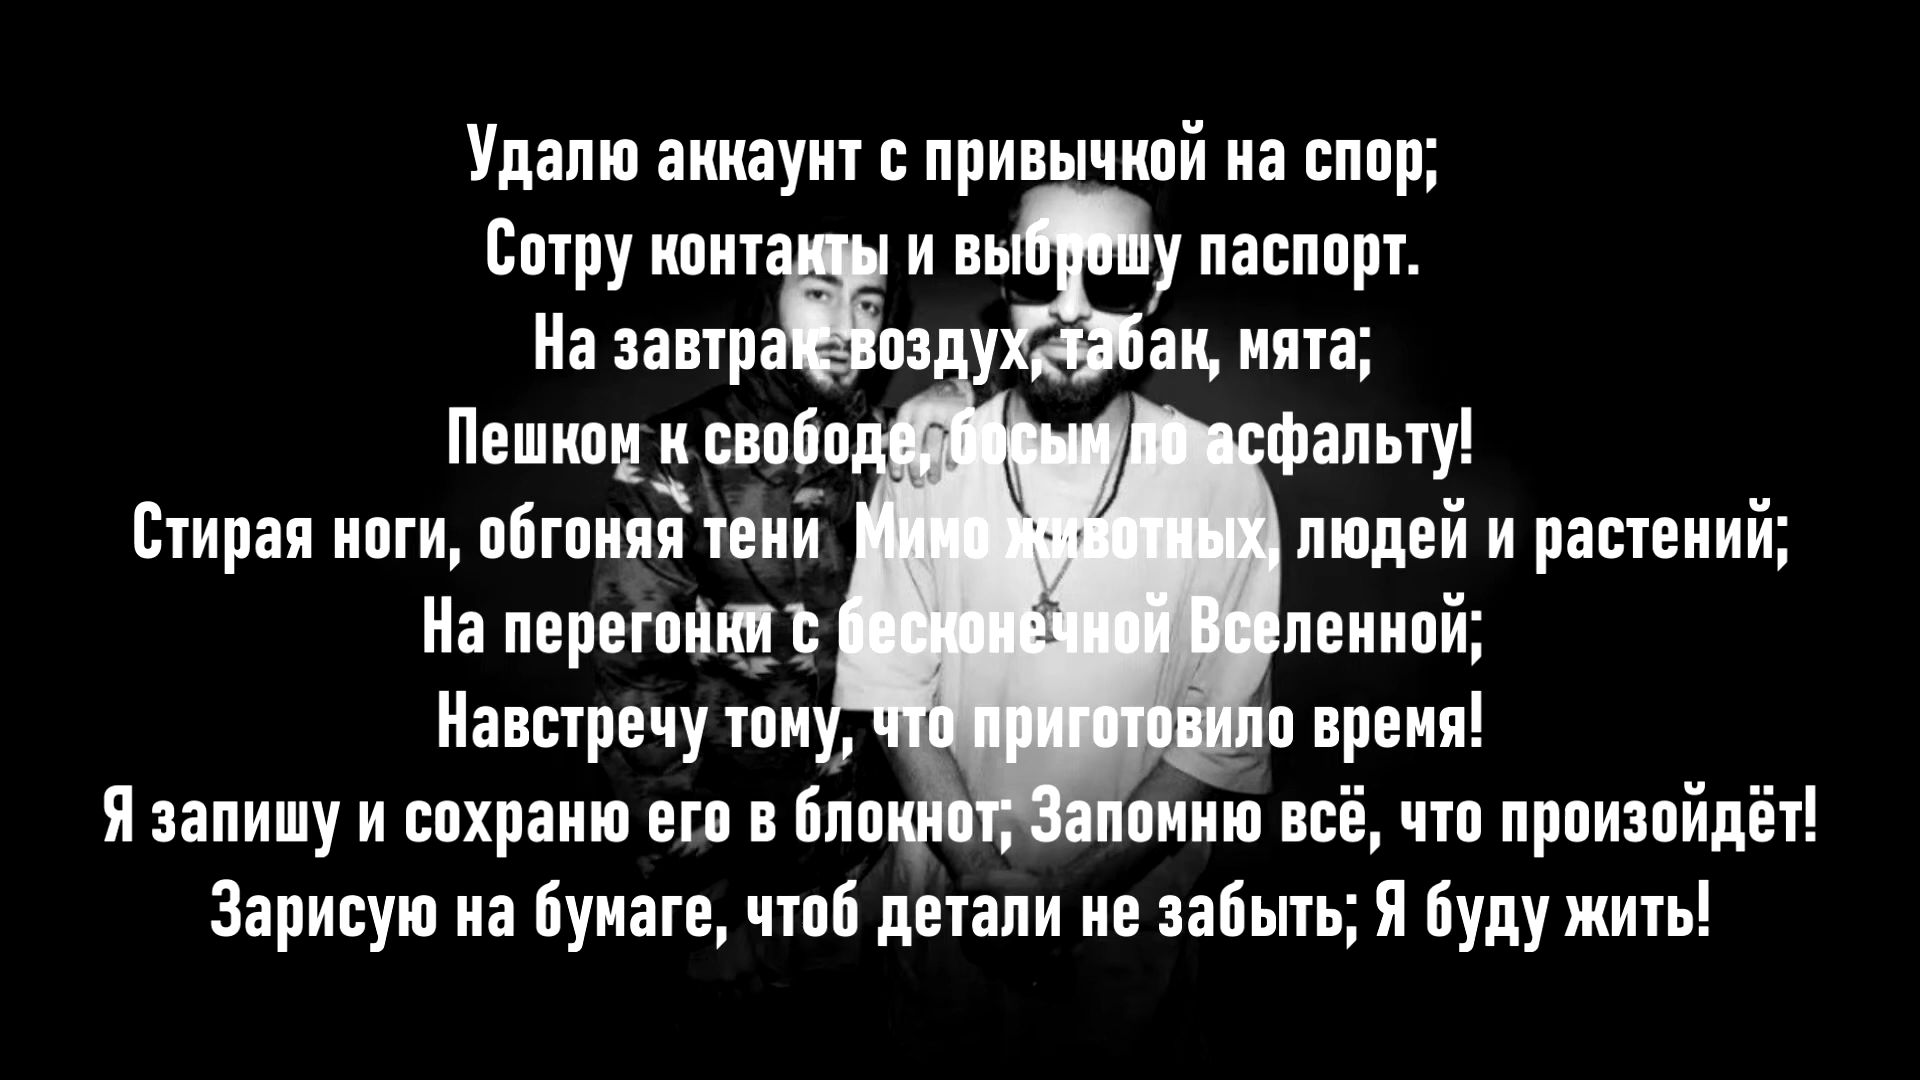 Удалю аккаунт с привычкой на спор;
Сотру контакты и выброшу паспорт.
На завтрак: воздух, табак, мята;
Пешком к свободе, босым по асфальту!
Стирая ноги, обгоняя тени  Мимо животных, людей и растений;
На перегонки с бесконечной Вселенной;
Навстречу тому, что приготовило время!
Я запишу и сохраню его в блокнот; Запомню всё, что произойдёт!
Зарисую на бумаге, чтоб детали не забыть; Я буду жить!